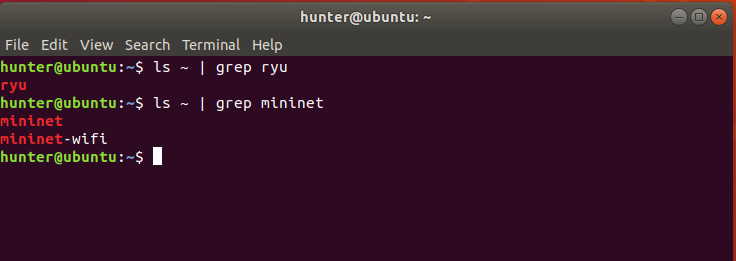 hunter@ubuntu: ~
File Edit View Search Terminal Help
hunter@ubuntu:~$ ls ~ | grep ryu
ryu
hunter@ubuntu:~$ ls ~ | grep mininet
mininet
mininet-wifi
hunter@ubuntu:~$